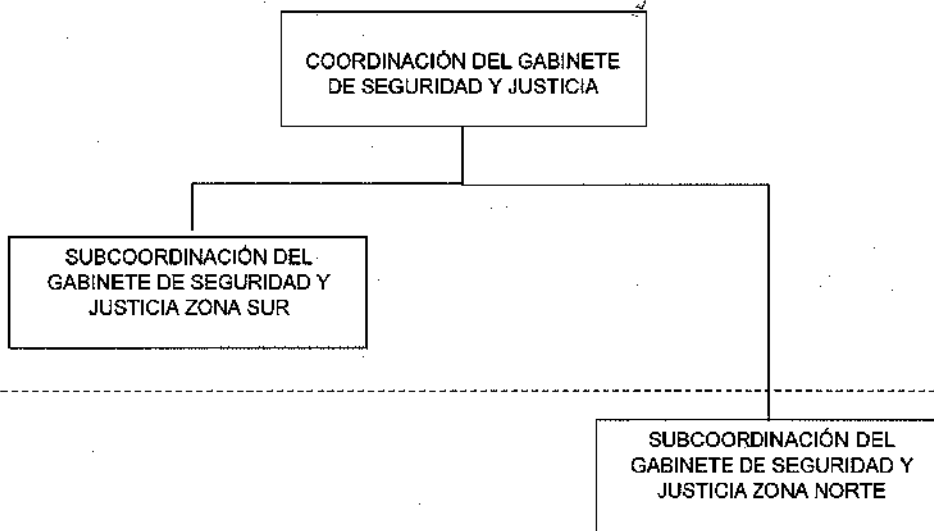 COORDINACIÓN DEL GABINETE
DE SEGURIDAD Y JUSTICIA
SUBCOORDINACIÓN DEL
GABINETE DE SEGURIDAD Y
JUSTICIA ZONA SUR
SUBCOORDINACIÓN DEL
GABINETE DE SEGURIDAD Y
JUSTICIA ZONA NORTE